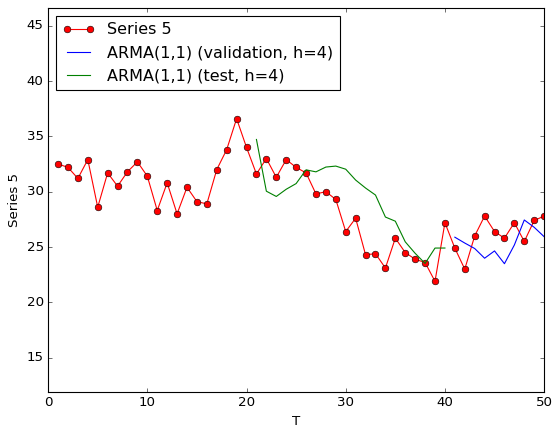 Series 5
ARMA(1,1) (validation, h=4)
ARMA(1,1) (test, h=4)
45
40
35
30
25
20
15
Series 5
0 10 20 30 40 50
T